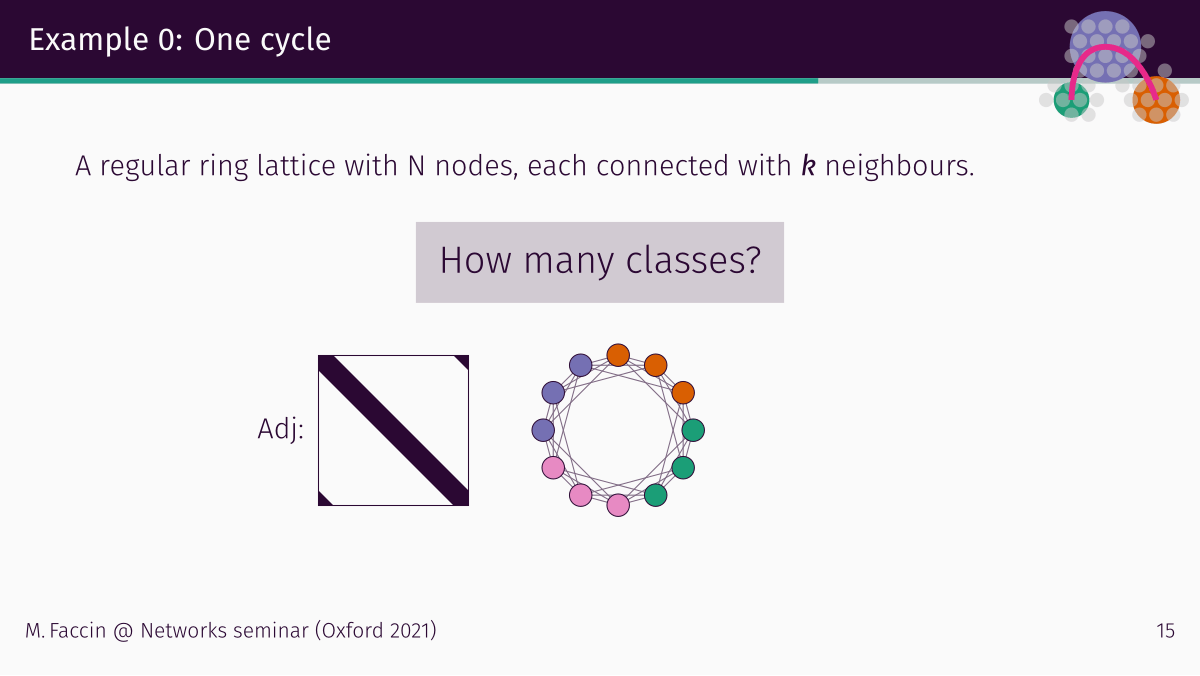 Example 0: One cycle
A regular ring lattice with N nodes, each connected with k neighbours.
How many classes?
Adj:
M. Faccin @ Networks seminar (Oxford 2021)
15